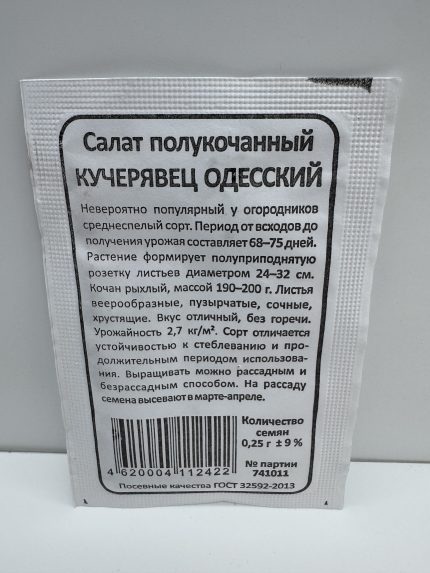 Салат полукочанный
КУЧЕРЯВЕЦ ОДЕССКИЙ
Невероятно популярный у огородников
среднеспелый сорт. Период от всходов до
получения урожая составляет 68–75 дней.
Растение формирует полуприподнятую
розетку листьев диаметром 24–32 см.
Кочан рыхлый, массой 190–200 г. Листья
веерообразные, пузырчатые, сочные,
хрустящие. Вкус отличный, без горечи.
Урожайность 2,7 кг/м². Сорт отличается
устойчивостью к стеблеванию и про-
должительным периодом использова-
ния. Выращивать можно рассадным и
безрассадным способом. На рассаду
семена высевают в марте-апреле.
Количество
семян
0,25 г ± 9 %
№ партии
741011
4 620004 112422
Посевные качества ГОСТ 32592-2013